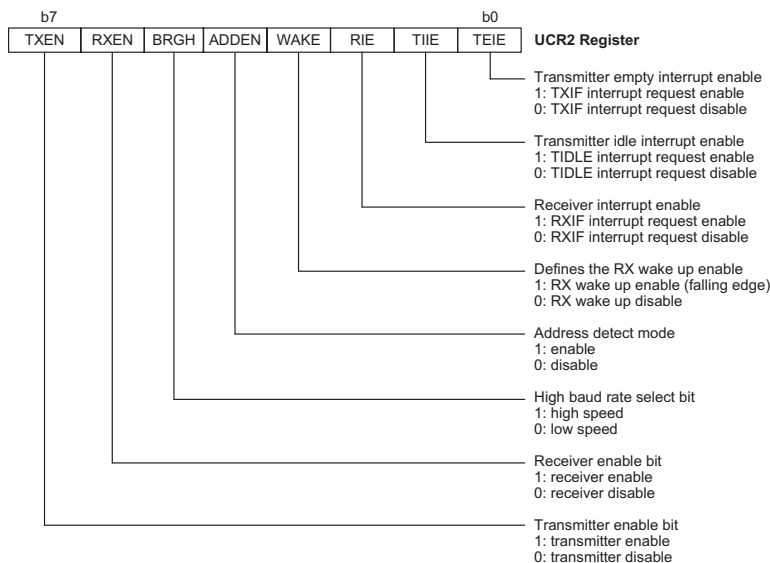 b7 b0
TXEN RXEN BRGH ADDEN WAKE RIE TIIE TEIE UCR2 Register
Transmitter empty interrupt enable
1: TXIF interrupt request enable
0: TXIF interrupt request disable
Transmitter idle interrupt enable
1: TIDLE interrupt request enable
0: TIDLE interrupt request disable
Receiver interrupt enable
1: RXIF interrupt request enable
0: RXIF interrupt request disable
Defines the RX wake up enable
1: RX wake up enable (falling edge)
0: RX wake up disable
Address detect mode
1: enable
0: disable
High baud rate select bit
1: high speed
0: low speed
Receiver enable bit
1: receiver enable
0: receiver disable
Transmitter enable bit
1: transmitter enable
0: transmitter disable